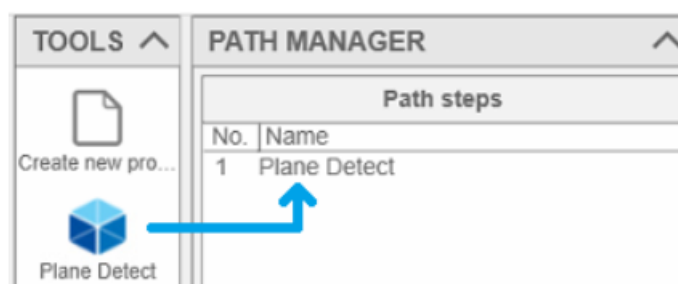 TOOLS
Create new pro...
Plane Detect
PATH MANAGER
Path steps
No. Name
1 Plane Detect